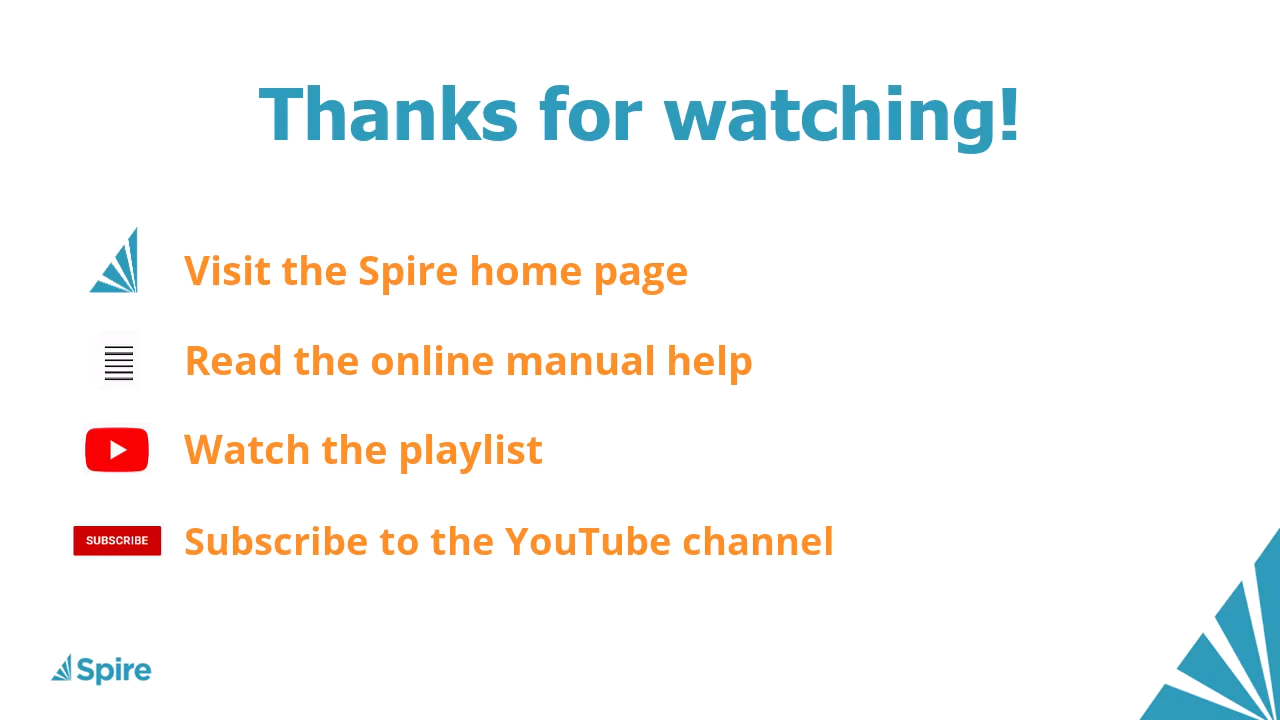 Thanks for watching!
Visit the Spire home page
Read the online manual help
Watch the playlist
SUBSCRIBE Subscribe to the YouTube channel
Spire